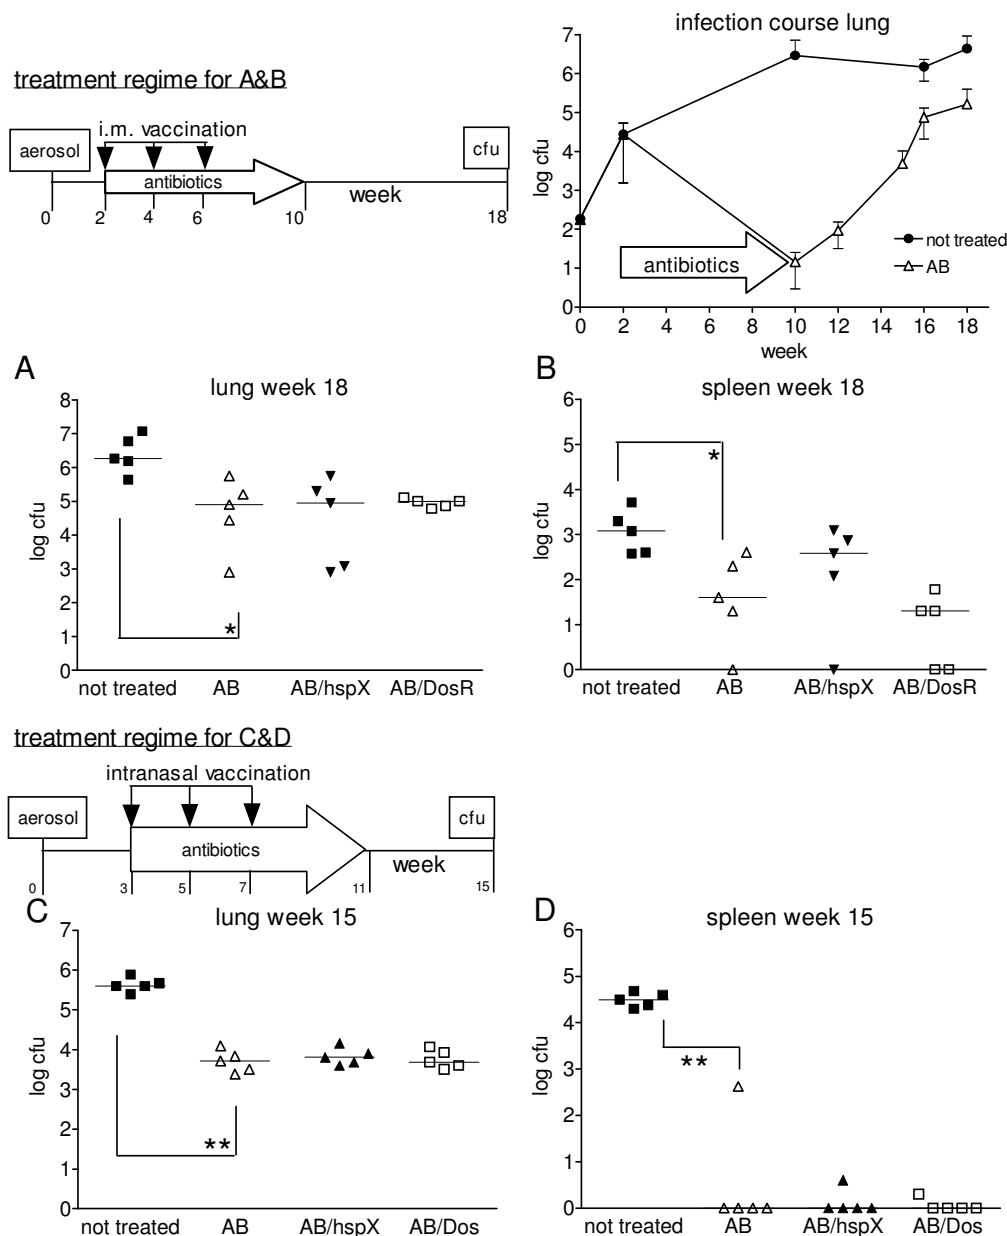 treatment regime for A&B
i.m. vaccination
aerosol
cfu
antibiotics
week
0 2 4 6 10 18
infection course lung
7
6
5
4
3
2
1
0
log cfu
not treated
AB
antibiotics
0 2 4 6 8 10 12 14 16 18
week
A
lung week 18
8
7
6
5
4
3
2
1
0
log cfu
*
not treated AB AB/hspX AB/DosR
B
spleen week 18
6
5
4
3
2
1
0
log cfu
*
not treated AB AB/hspX AB/DosR
treatment regime for C&D
intranasal vaccination
aerosol
cfu
antibiotics
week
0 3 5 7 11 15
C
lung week 15
7
6
5
4
3
2
1
0
log cfu
**
not treated AB AB/hspX AB/Dos
D
spleen week 15
6
5
4
3
2
1
0
log cfu
**
not treated AB AB/hspX AB/Dos